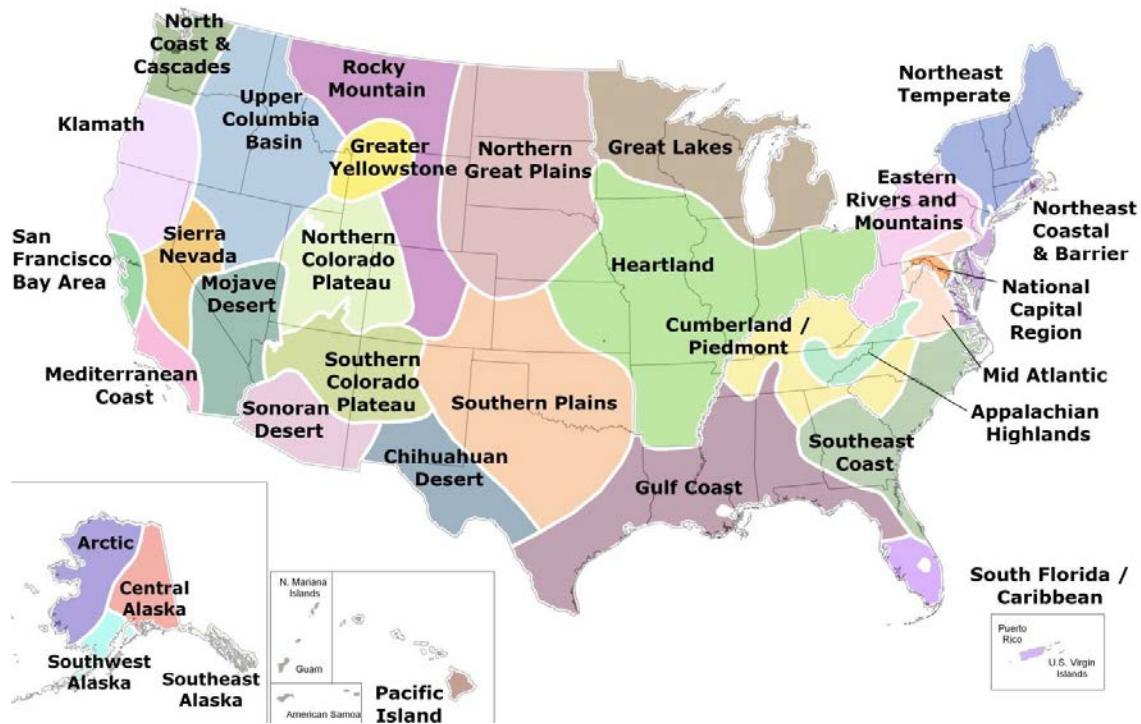 North
Coast &
Cascades
Klamath
Upper
Columbia
Basin
Rocky
Mountain
Greater
Yellowstone
Northern
Great Plains
Great Lakes
Northeast
Temperate
Eastern
Rivers and
Mountains
Northeast
Coastal
& Barrier
San
Francisco
Bay Area
Sierra
Nevada
Mojave
Desert
Northern
Colorado
Plateau
Heartland
National
Capital
Region
Cumberland /
Piedmont
Mediterranean
Coast
Southern
Colorado
Plateau
Sonoran
Desert
Southern Plains
Mid Atlantic
Appalachian
Highlands
Southeast
Coast
Chihuahuan
Desert
Gulf Coast
Arctic
Central
Alaska
Southwest
Alaska
Southeast
Alaska
N. Mariana
Islands
Guam
American Samoa
Pacific
Island
South Florida /
Caribbean
Puerto
Rico
U.S. Virgin
Islands